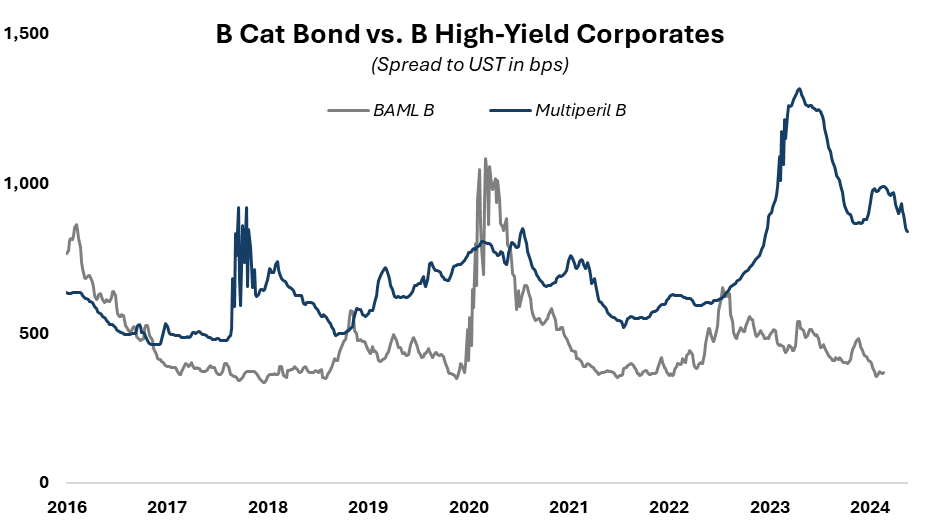 B Cat Bond vs. B High-Yield Corporates
(Spread to UST in bps)
BAML B Multiperil B
1,500
1,000
500
0
2016 2017 2018 2019 2020 2021 2022 2023 2024